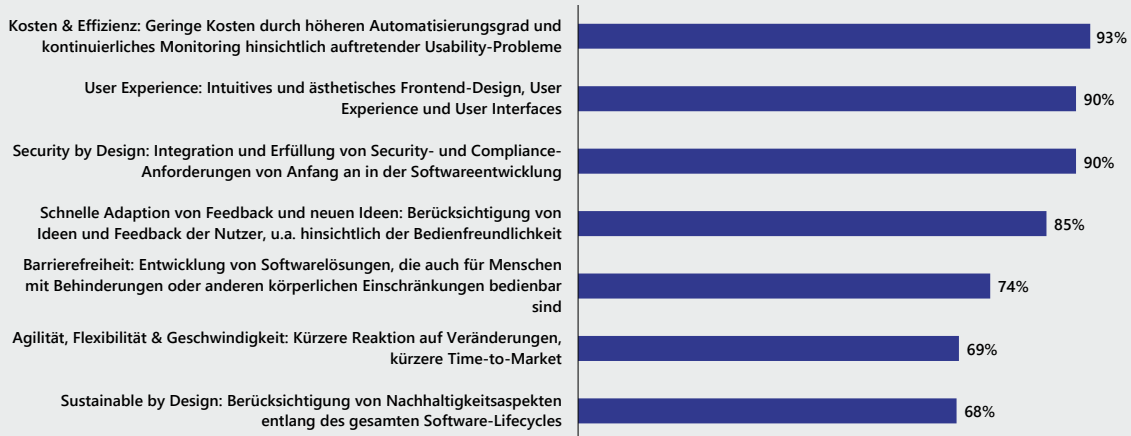 Kosten & Effizienz: Geringe Kosten durch höheren Automatisierungsgrad und
kontinuierliches Monitoring hinsichtlich auftretender Usability-Probleme
93%
User Experience: Intuitives und ästhetisches Frontend-Design, User
Experience und User Interfaces
90%
Security by Design: Integration und Erfüllung von Security- und Compliance-
Anforderungen von Anfang an in der Softwareentwicklung
90%
Schnelle Adaption von Feedback und neuen Ideen: Berücksichtigung von
Ideen und Feedback der Nutzer, u.a. hinsichtlich der Bedienfreundlichkeit
85%
Barrierefreiheit: Entwicklung von Softwarelösungen, die auch für Menschen
mit Behinderungen oder anderen körperlichen Einschränkungen bedienbar
sind
74%
Agilität, Flexibilität & Geschwindigkeit: Kürzere Reaktion auf Veränderungen,
kürzere Time-to-Market
69%
Sustainable by Design: Berücksichtigung von Nachhaltigkeitsaspekten
entlang des gesamten Software-Lifecycles
68%